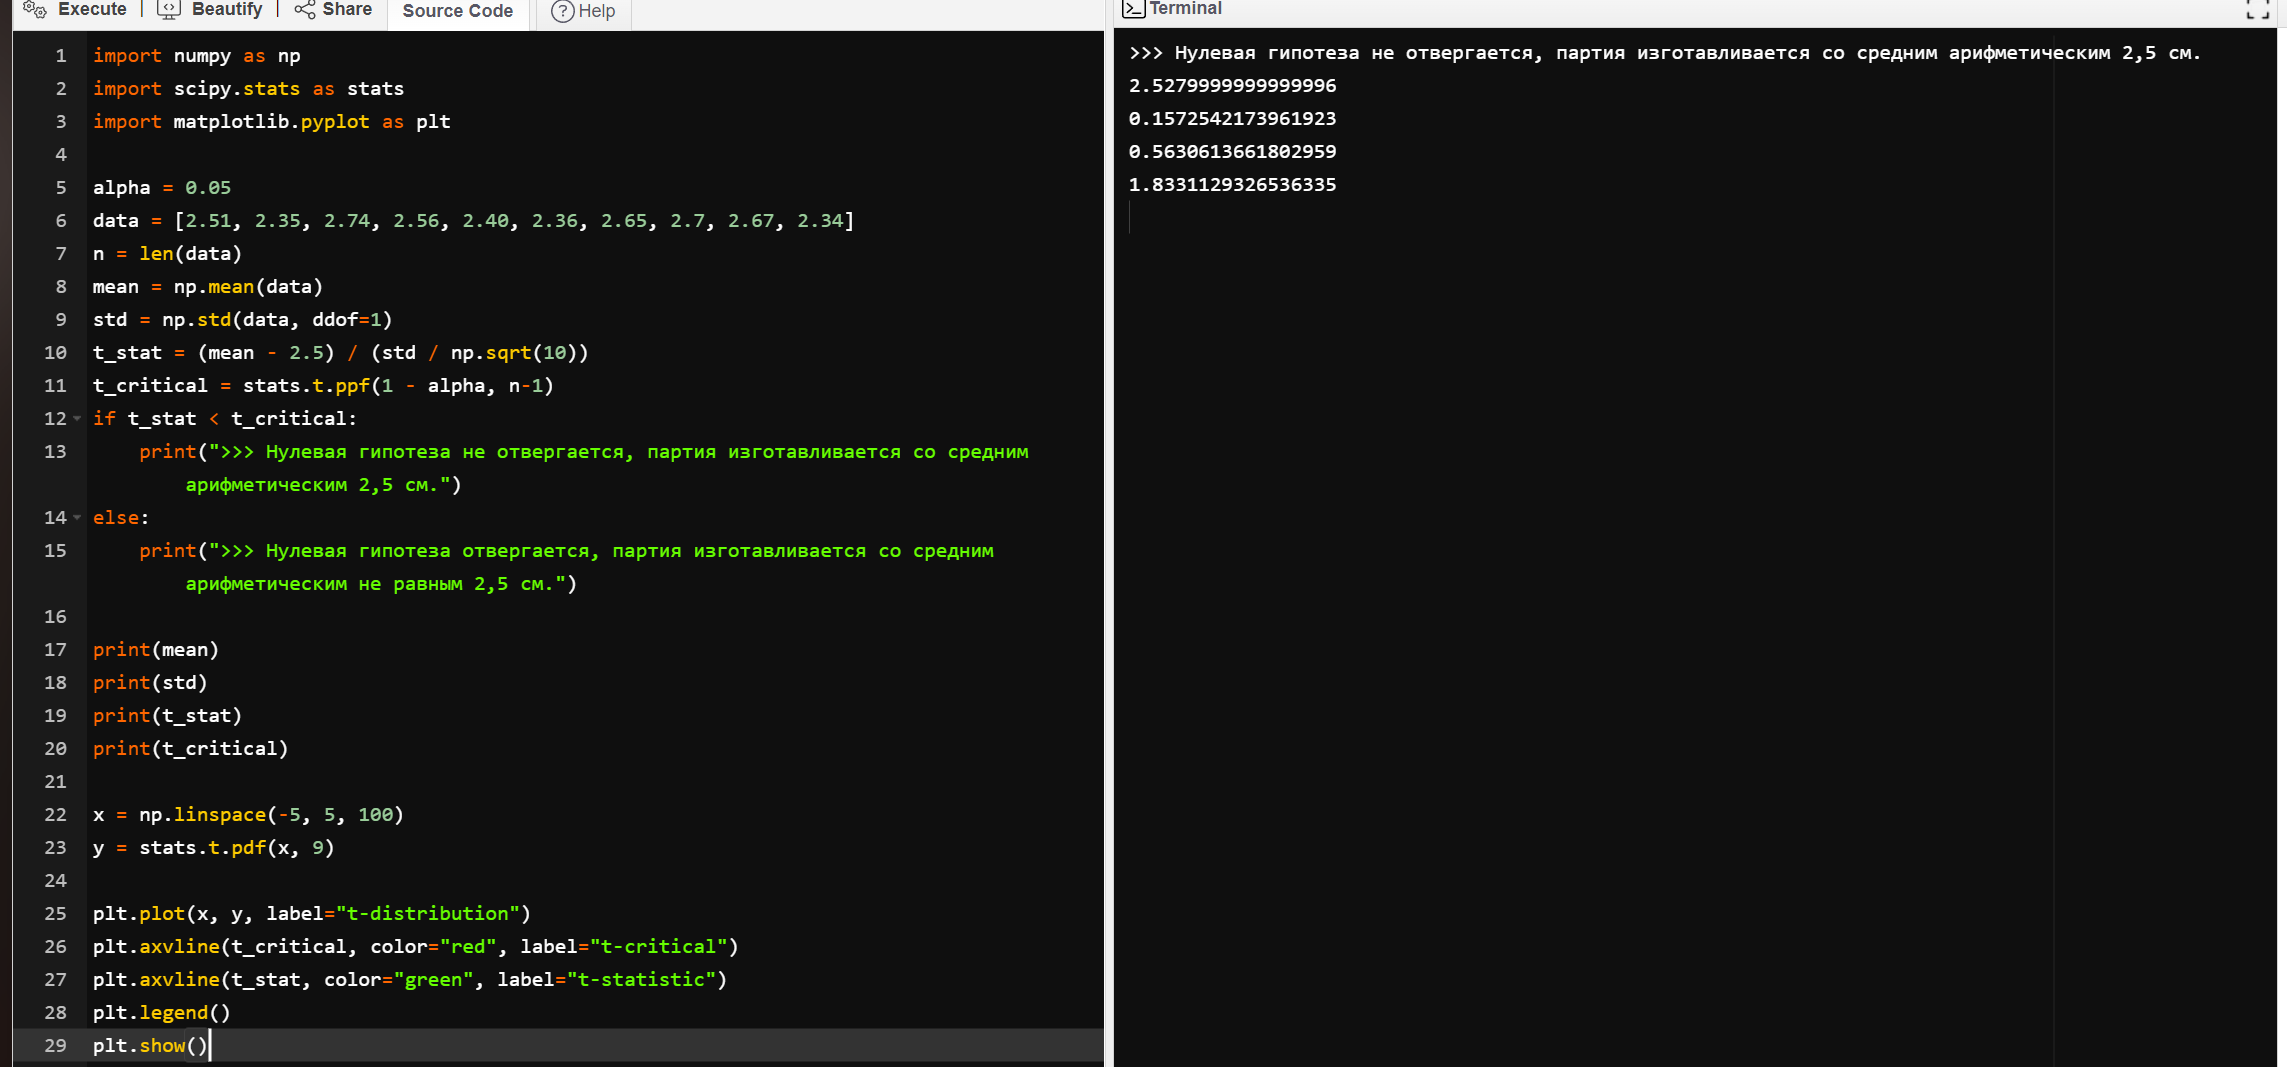 Execute | Beautify | Share Source Code Help
1 import numpy as np
2 import scipy.stats as stats
3 import matplotlib.pyplot as plt
4
5 alpha = 0.05
6 data = [2.51, 2.35, 2.74, 2.56, 2.40, 2.36, 2.65, 2.7, 2.67, 2.34]
7 n = len(data)
8 mean = np.mean(data)
9 std = np.std(data, ddof=1)
10 t_stat = (mean - 2.5) / (std / np.sqrt(10))
11 t_critical = stats.t.ppf(1 - alpha, n-1)
12 if t_stat < t_critical:
13 print(">>> Нулевая гипотеза не отвергается, партия изготавливается со средним
арифметическим 2,5 см.")
14 else:
15 print(">>> Нулевая гипотеза отвергается, партия изготавливается со средним
арифметическим не равным 2,5 см.")
16
17 print(mean)
18 print(std)
19 print(t_stat)
20 print(t_critical)
21
22 x = np.linspace(-5, 5, 100)
23 y = stats.t.pdf(x, 9)
24
25 plt.plot(x, y, label="t-distribution")
26 plt.axvline(t_critical, color="red", label="t-critical")
27 plt.axvline(t_stat, color="green", label="t-statistic")
28 plt.legend()
29 plt.show()
Terminal
>>> Нулевая гипотеза не отвергается, партия изготавливается со средним арифметическим 2,5 см.
2.5279999999999996
0.1572542173961923
0.5630613661802959
1.8331129326536335